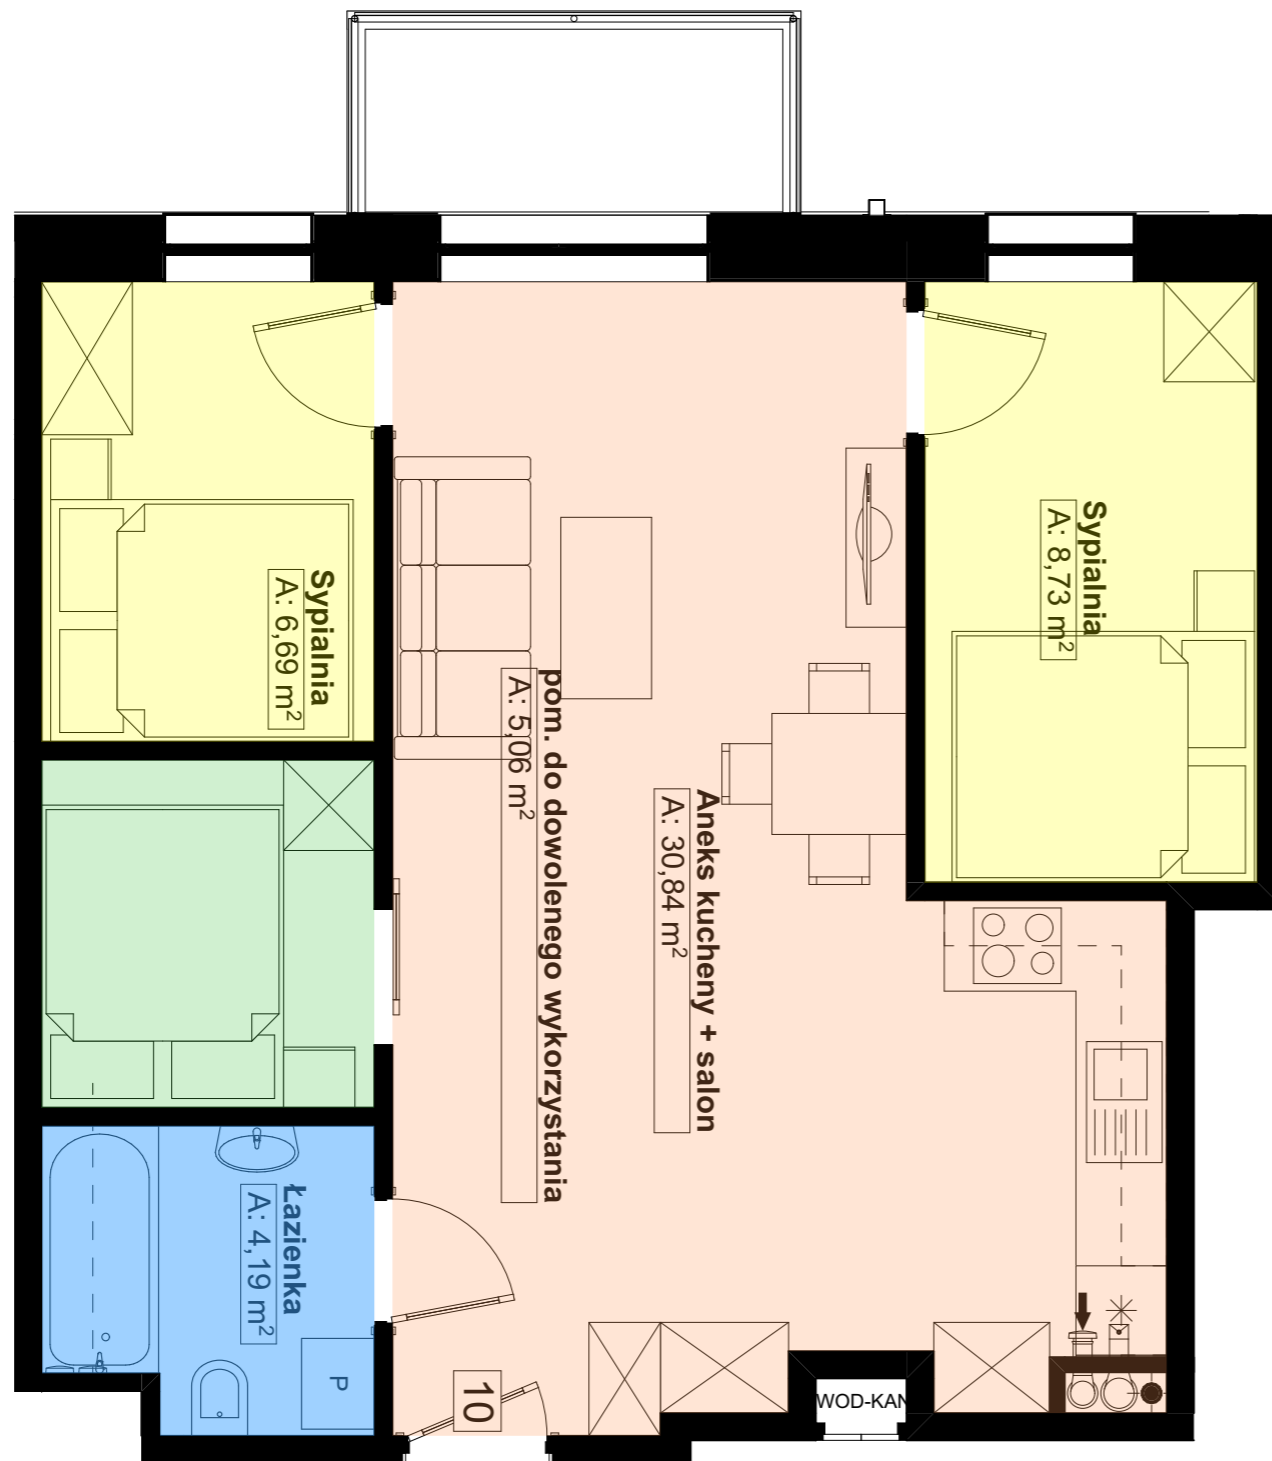 Sypialnia
A: 8,73 m²
Sypialnia
A: 6,69 m²
pom. do dowolenego wykorzystania
A: 5,06 m²
Aneks kucheny + salon
A: 30,84 m²
Łazienka
A: 4,19 m²
P
10
WOD-KAN